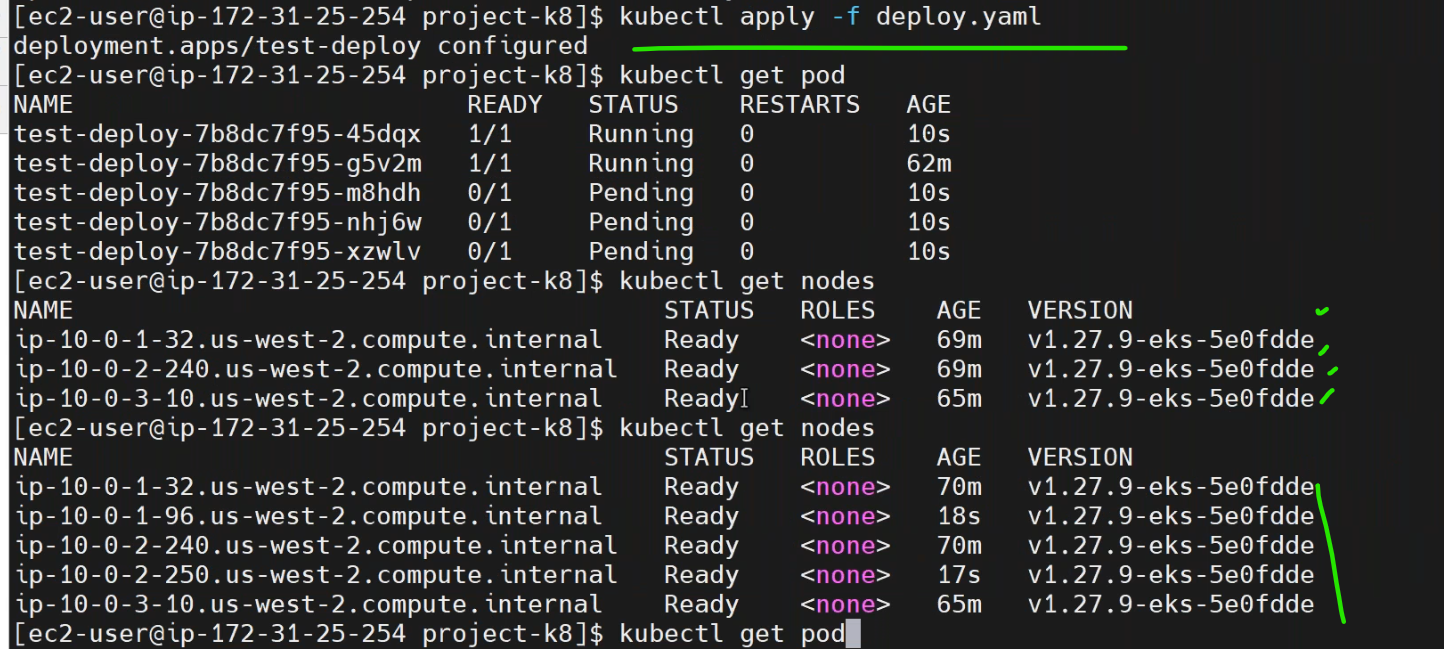 [ec2-user@ip-172-31-25-254 project-k8]$ kubectl apply -f deploy.yaml
deployment.apps/test-deploy configured
[ec2-user@ip-172-31-25-254 project-k8]$ kubectl get pod
NAME READY STATUS RESTARTS AGE
test-deploy-7b8dc7f95-45dqx 1/1 Running 0 10s
test-deploy-7b8dc7f95-g5v2m 1/1 Running 0 62m
test-deploy-7b8dc7f95-m8hdh 0/1 Pending 0 10s
test-deploy-7b8dc7f95-nhj6w 0/1 Pending 0 10s
test-deploy-7b8dc7f95-xzwlv 0/1 Pending 0 10s
[ec2-user@ip-172-31-25-254 project-k8]$ kubectl get nodes
NAME STATUS ROLES AGE VERSION
ip-10-0-1-32.us-west-2.compute.internal Ready <none> 69m v1.27.9-eks-5e0fdde
ip-10-0-2-240.us-west-2.compute.internal Ready <none> 69m v1.27.9-eks-5e0fdde
ip-10-0-3-10.us-west-2.compute.internal Ready <none> 65m v1.27.9-eks-5e0fdde
[ec2-user@ip-172-31-25-254 project-k8]$ kubectl get nodes
NAME STATUS ROLES AGE VERSION
ip-10-0-1-32.us-west-2.compute.internal Ready <none> 70m v1.27.9-eks-5e0fdde
ip-10-0-1-96.us-west-2.compute.internal Ready <none> 18s v1.27.9-eks-5e0fdde
ip-10-0-2-240.us-west-2.compute.internal Ready <none> 70m v1.27.9-eks-5e0fdde
ip-10-0-2-250.us-west-2.compute.internal Ready <none> 17s v1.27.9-eks-5e0fdde
ip-10-0-3-10.us-west-2.compute.internal Ready <none> 65m v1.27.9-eks-5e0fdde
[ec2-user@ip-172-31-25-254 project-k8]$ kubectl get pod